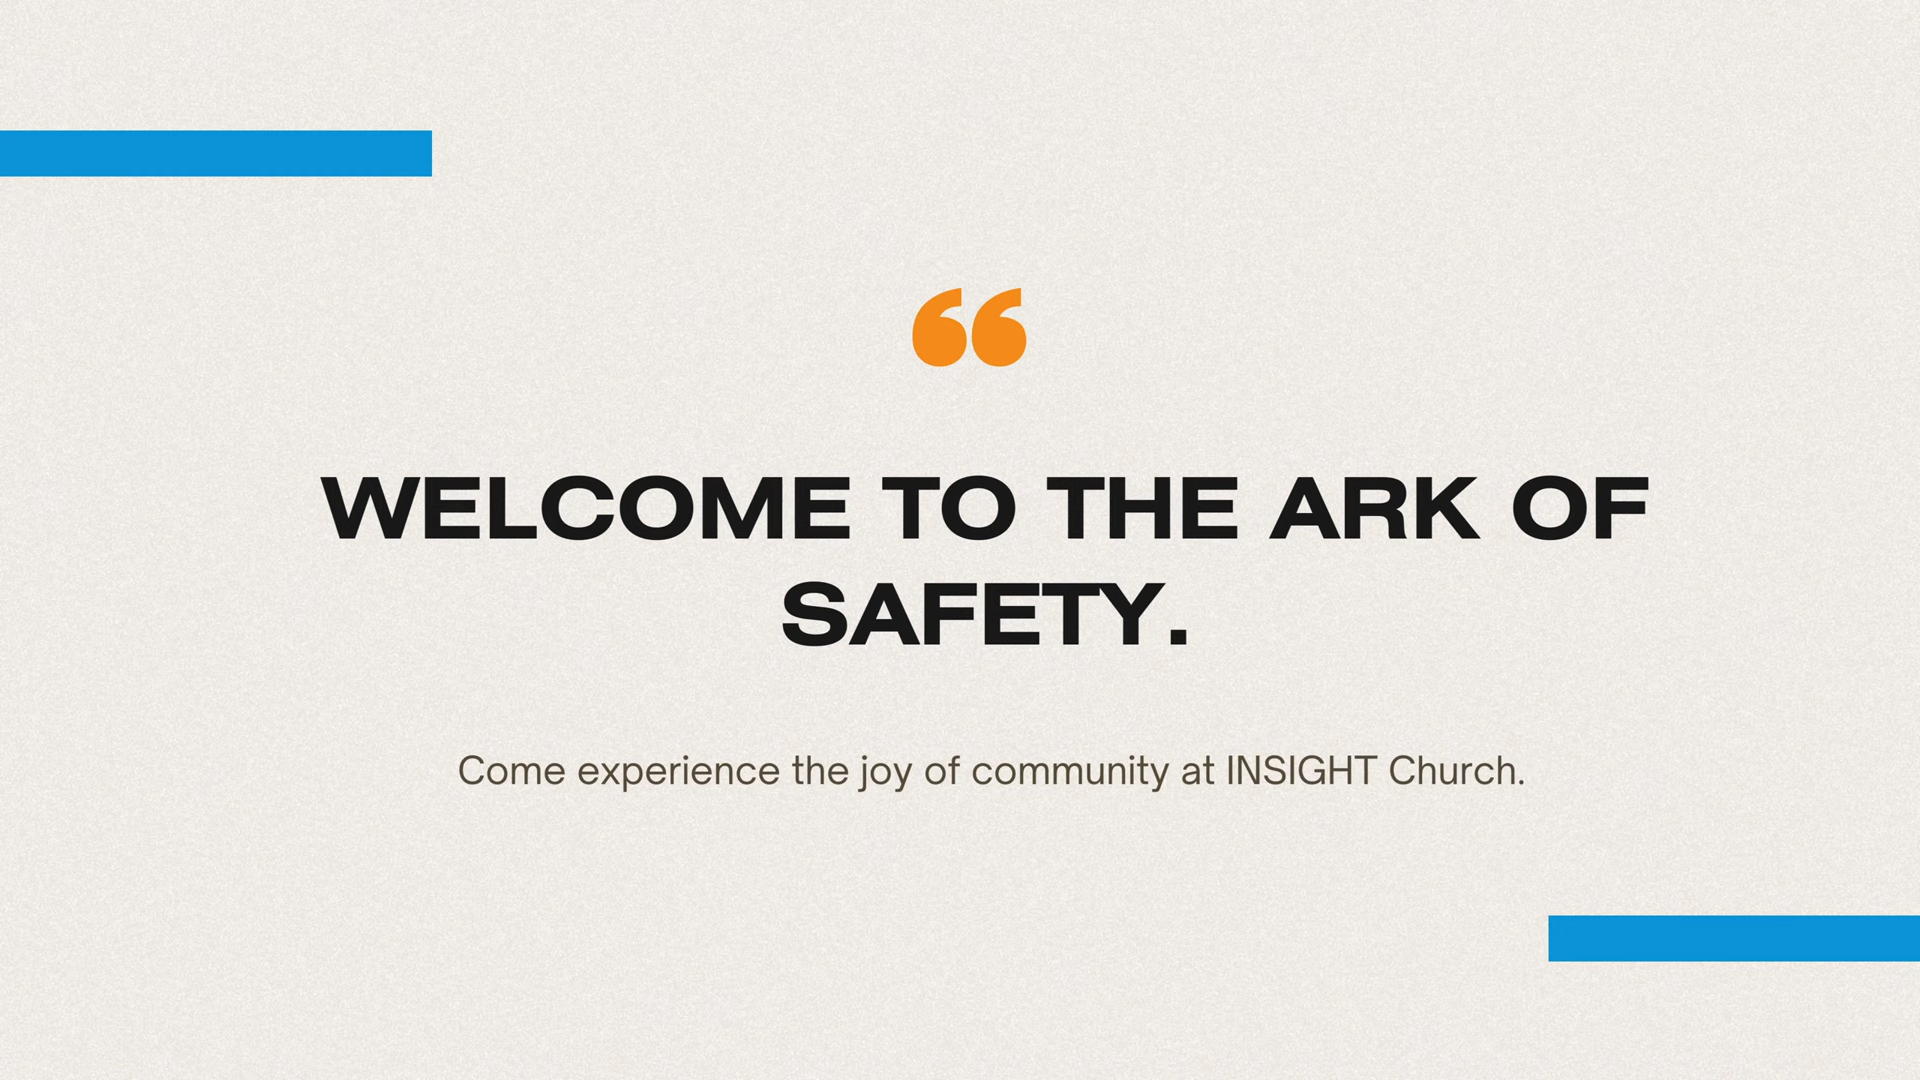 “
WELCOME TO THE ARK OF
SAFETY.
Come experience the joy of community at INSIGHT Church.